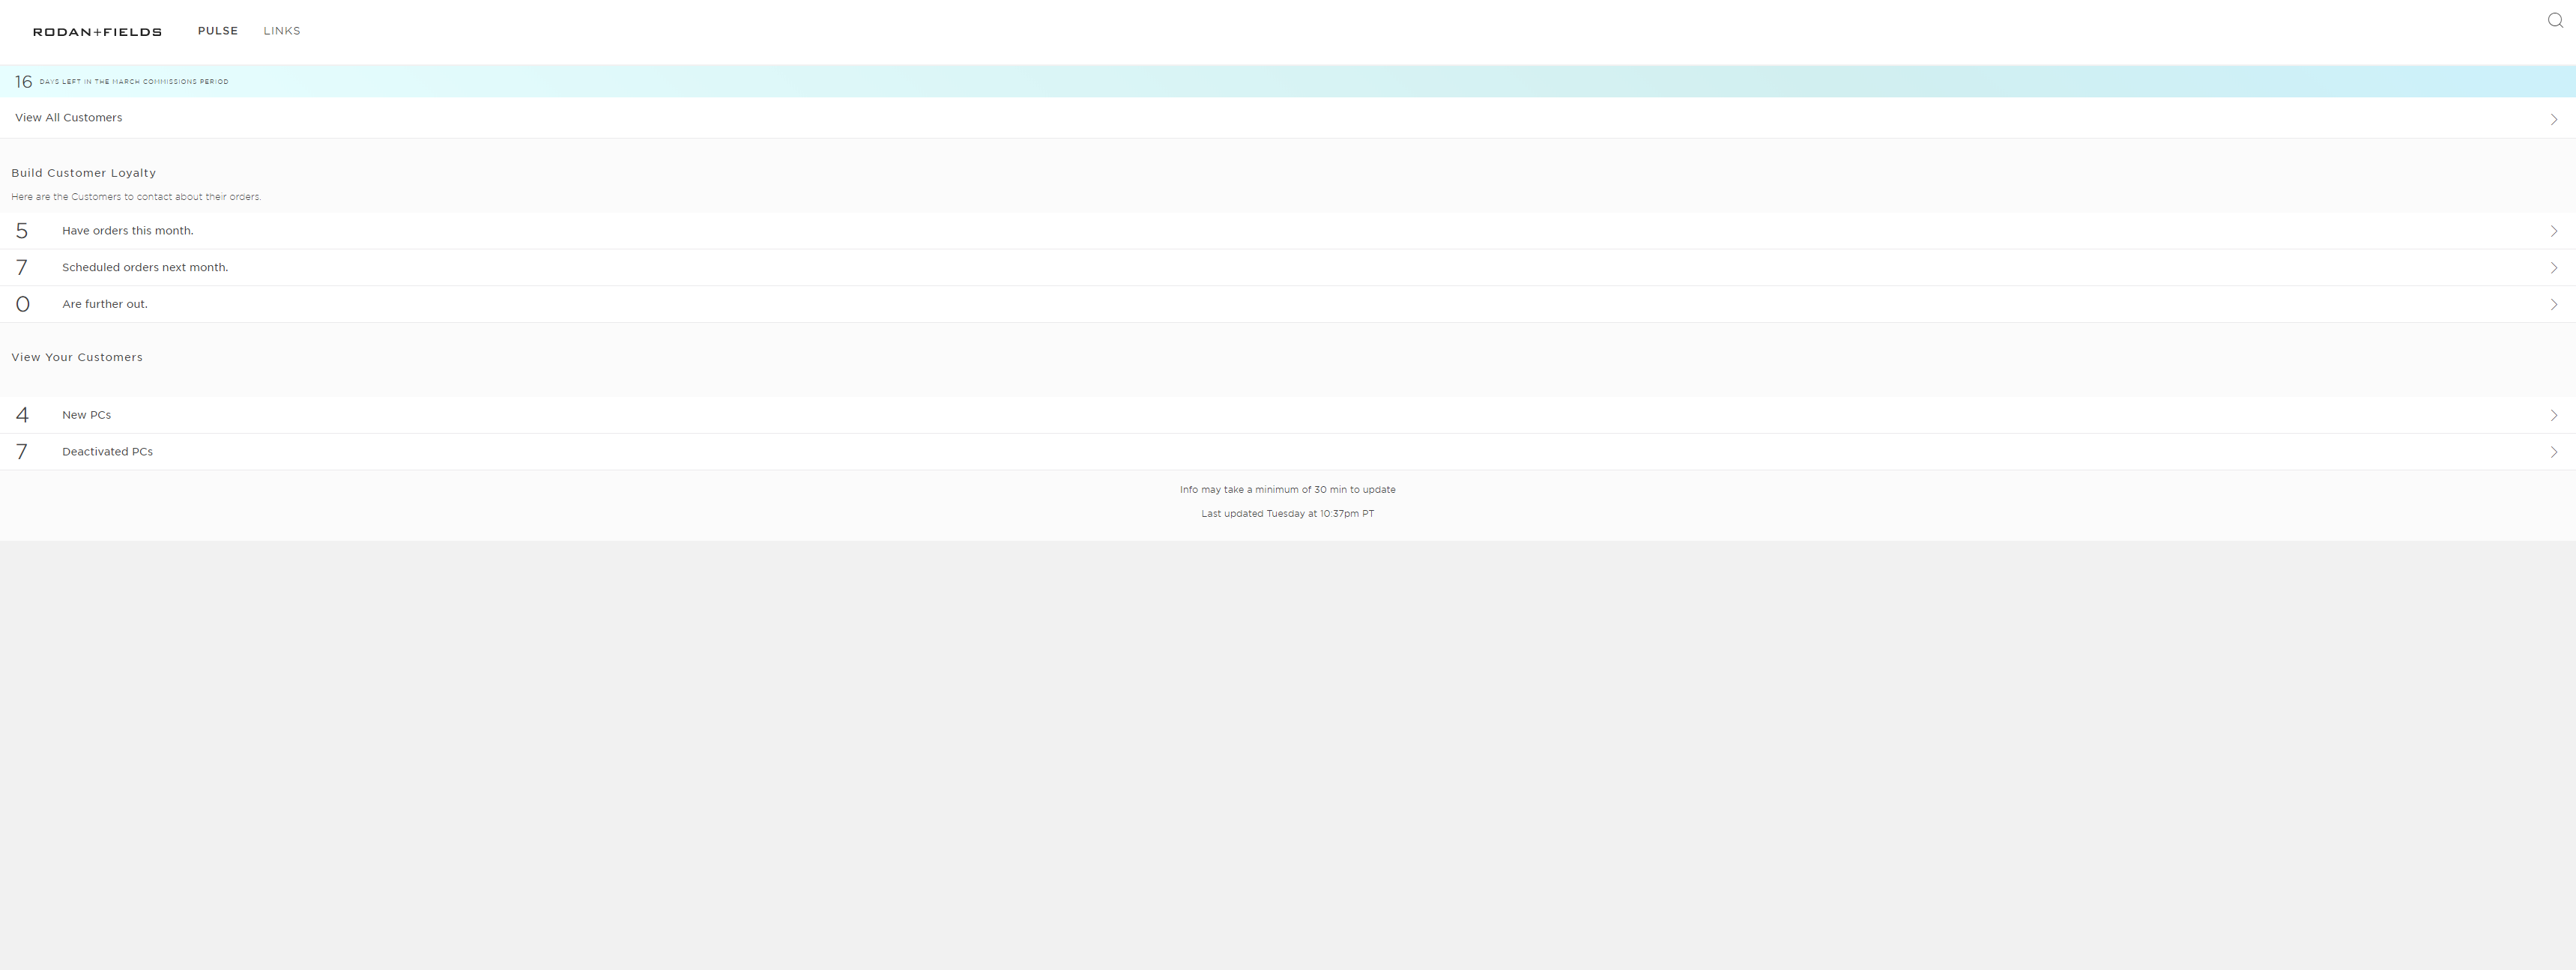 RODAN+FIELDS PULSE LINKS
16 DAYS LEFT IN THE MARCH COMMISSIONS PERIOD
View All Customers
Build Customer Loyalty
Here are the Customers to contact about their orders.
5 Have orders this month.
7 Scheduled orders next month.
0 Are further out.
View Your Customers
4 New PCs
7 Deactivated PCs
Info may take a minimum of 30 min to update
Last updated Tuesday at 10:37pm PT